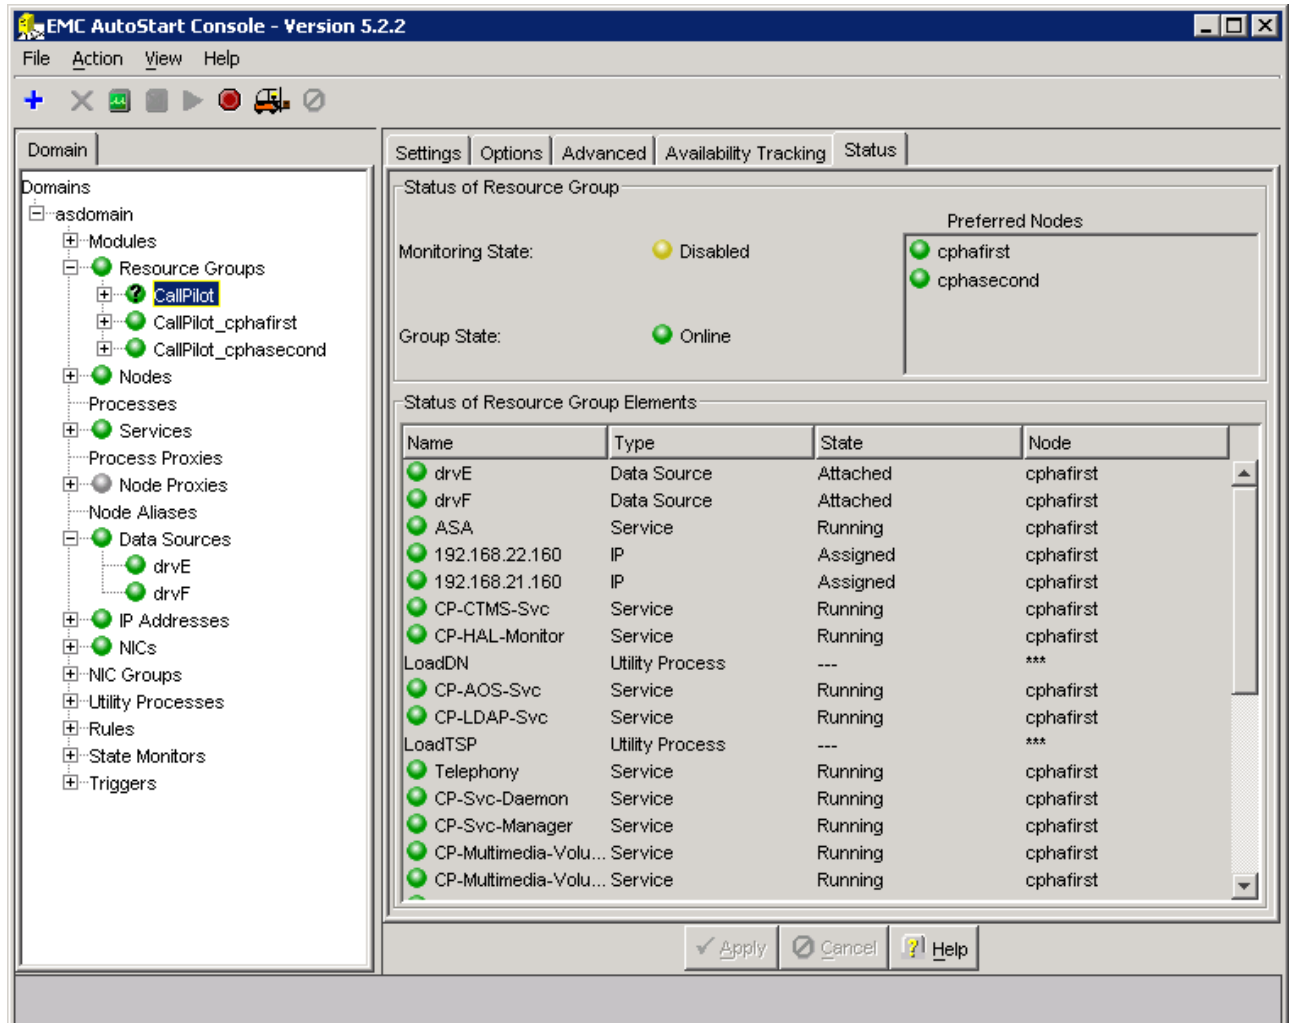 EMC AutoStart Console - Version 5.2.2
File Action View Help
Domain
Domains
asdomain
Modules
Resource Groups
CallPilot
CallPilot_cphafirst
CallPilot_cphasecond
Nodes
Processes
Services
Process Proxies
Node Proxies
Node Aliases
Data Sources
drvE
drvF
IP Addresses
NICs
NIC Groups
Utility Processes
Rules
State Monitors
Triggers
Settings Options Advanced Availability Tracking Status
Status of Resource Group
Preferred Nodes
Monitoring State: Disabled
cphafirst
cphasecond
Group State: Online
Status of Resource Group Elements
Name Type State Node
drvE Data Source Attached cphafirst
drvF Data Source Attached cphafirst
ASA Service Running cphafirst
192.168.22.160 IP Assigned cphafirst
192.168.21.160 IP Assigned cphafirst
CP-CTMS-Svc Service Running cphafirst
CP-HAL-Monitor Service Running cphafirst
LoadDN Utility Process --- ***
CP-AOS-Svc Service Running cphafirst
CP-LDAP-Svc Service Running cphafirst
LoadTSP Utility Process --- ***
Telephony Service Running cphafirst
CP-Svc-Daemon Service Running cphafirst
CP-Svc-Manager Service Running cphafirst
CP-Multimedia-Volu... Service Running cphafirst
CP-Multimedia-Volu... Service Running cphafirst
Apply Cancel Help